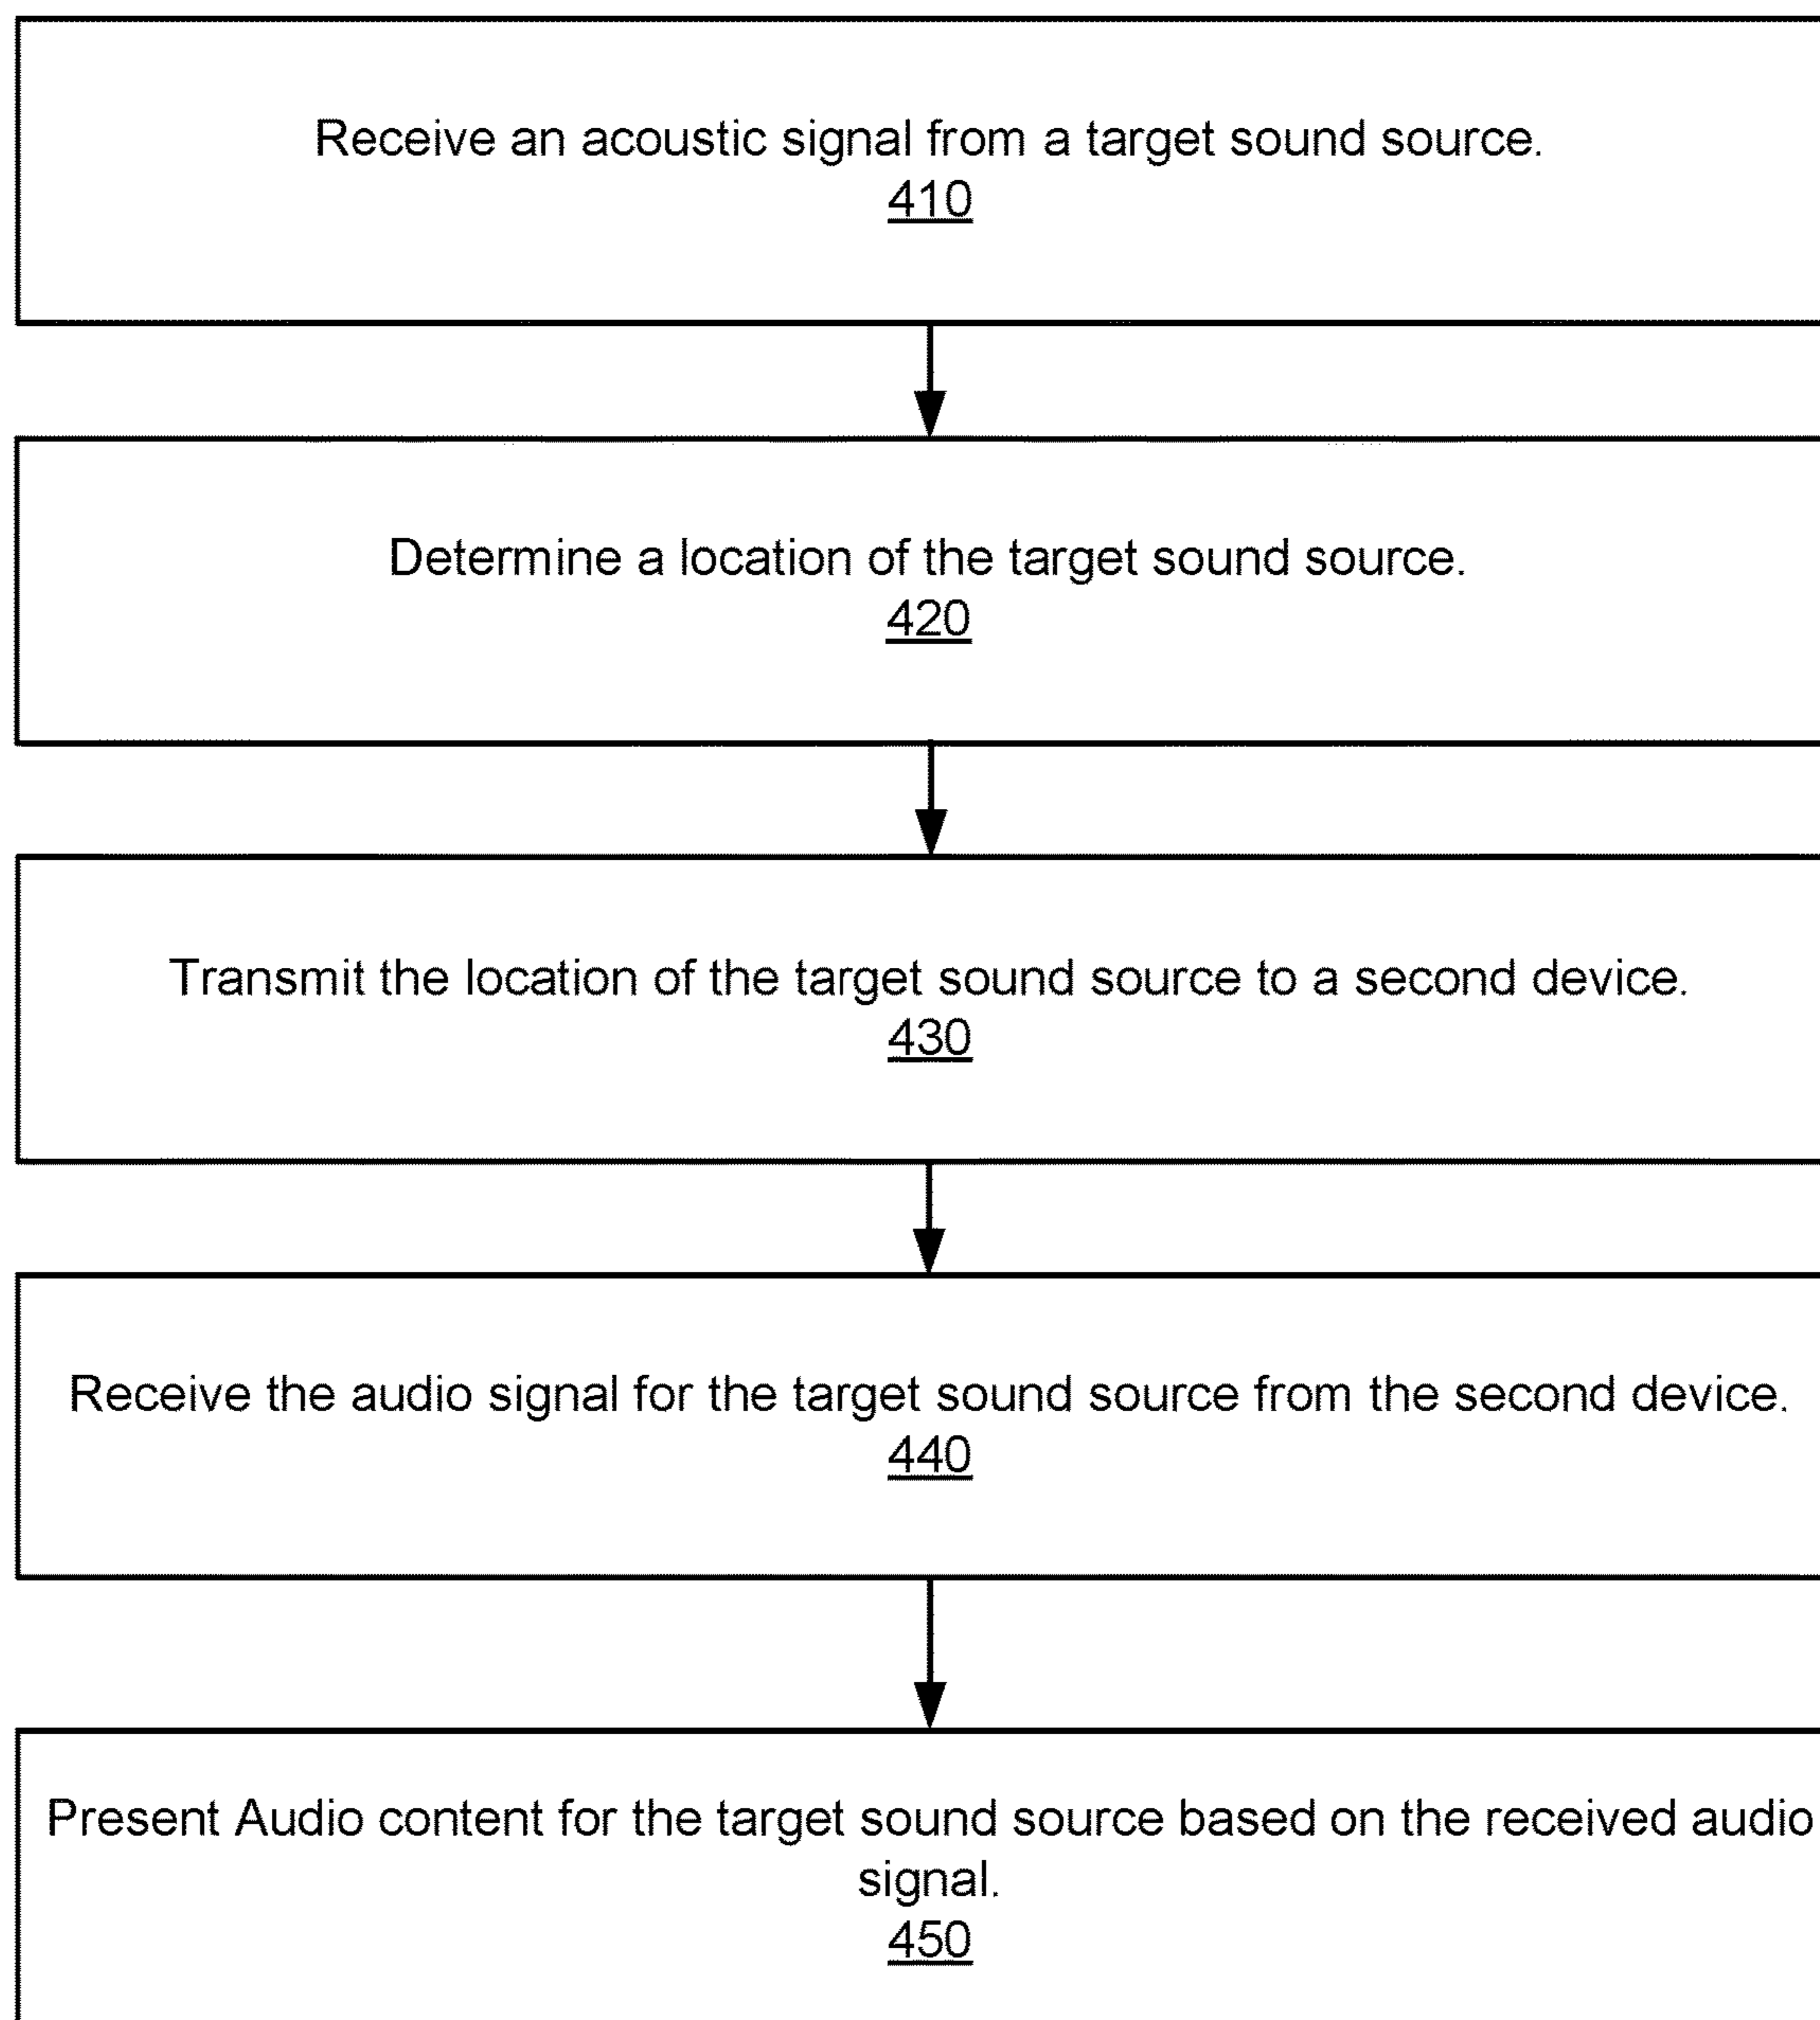 Receive an acoustic signal from a target sound source.
410
Determine a location of the target sound source.
420
Transmit the location of the target sound source to a second device.
430
Receive the audio signal for the target sound source from the second device.
440
Present Audio content for the target sound source based on the received audio
signal.
450